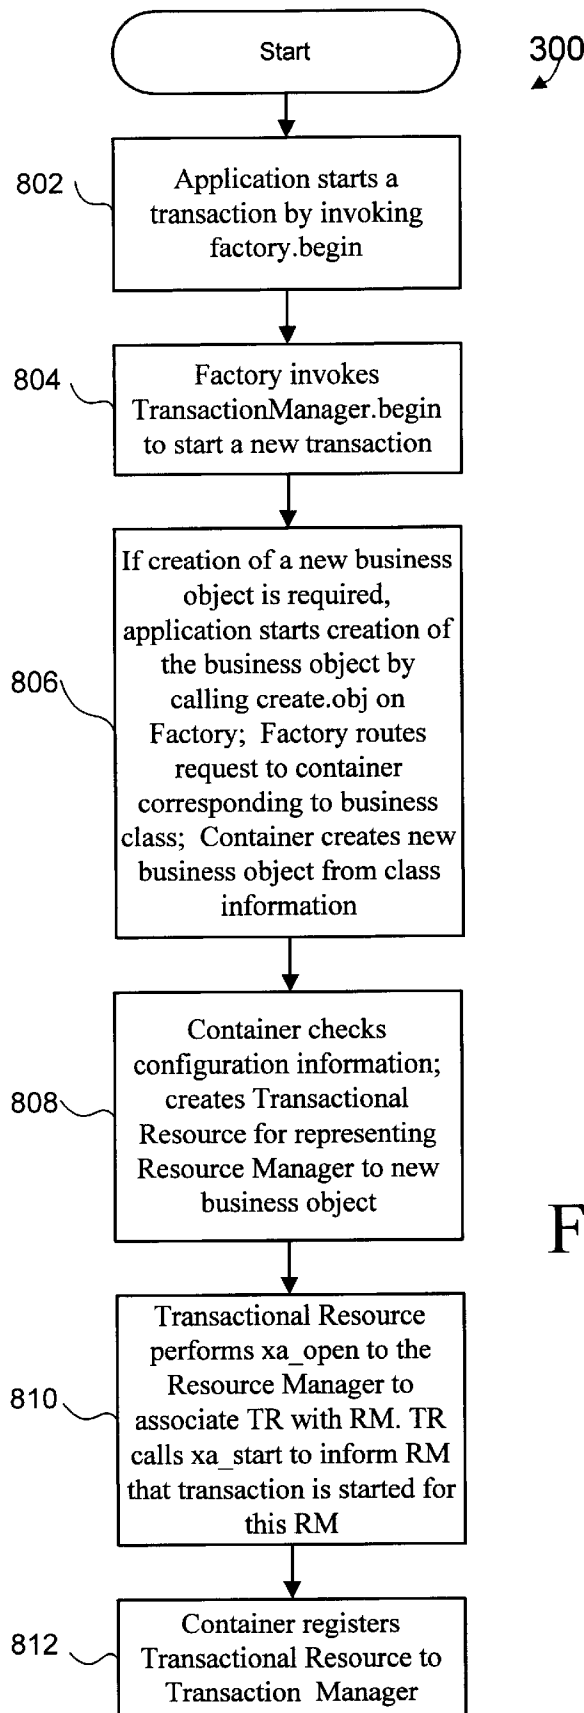 Start
300
802
Application starts a
transaction by invoking
factory.begin
804
Factory invokes
TransactionManager.begin
to start a new transaction
806
If creation of a new business
object is required,
application starts creation of
the business object by
calling create.obj on
Factory; Factory routes
request to container
corresponding to business
class; Container creates new
business object from class
information
808
Container checks
configuration information;
creates Transactional
Resource for representing
Resource Manager to new
business object
F
810
Transactional Resource
performs xa_open to the
Resource Manager to
associate TR with RM. TR
calls xa_start to inform RM
that transaction is started for
this RM
812
Container registers
Transactional Resource to
Transaction Manager